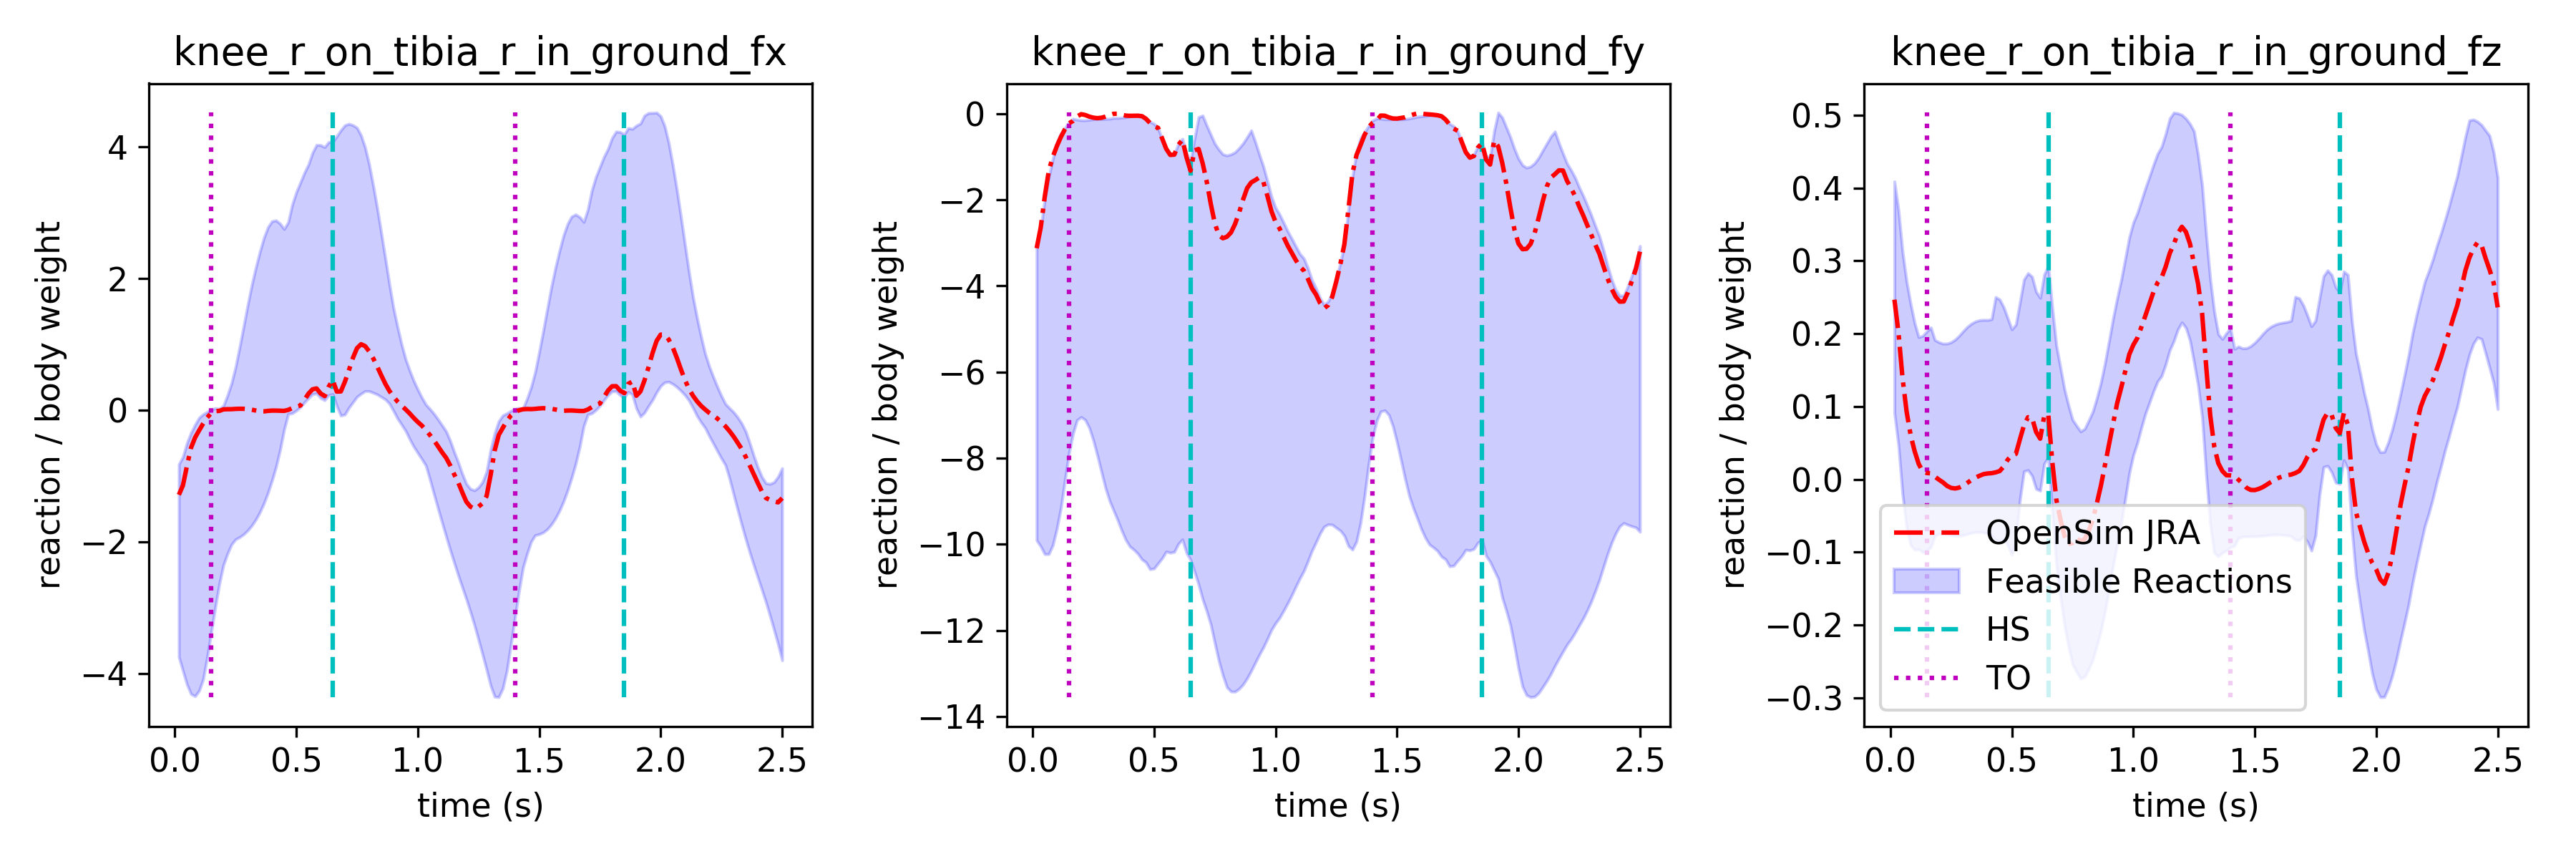 knee_r_on_tibia_r_in_ground_fx
reaction / body weight
4
2
0
−2
−4
0.0 0.5 1.0 1.5 2.0 2.5
time (s)
knee_r_on_tibia_r_in_ground_fy
reaction / body weight
0
−2
−4
−6
−8
−10
−12
−14
0.0 0.5 1.0 1.5 2.0 2.5
time (s)
knee_r_on_tibia_r_in_ground_fz
reaction / body weight
0.5
0.4
0.3
0.2
0.1
0.0
−0.1
−0.2
−0.3
OpenSim JRA
Feasible Reactions
HS
TO
0.0 0.5 1.0 1.5 2.0 2.5
time (s)